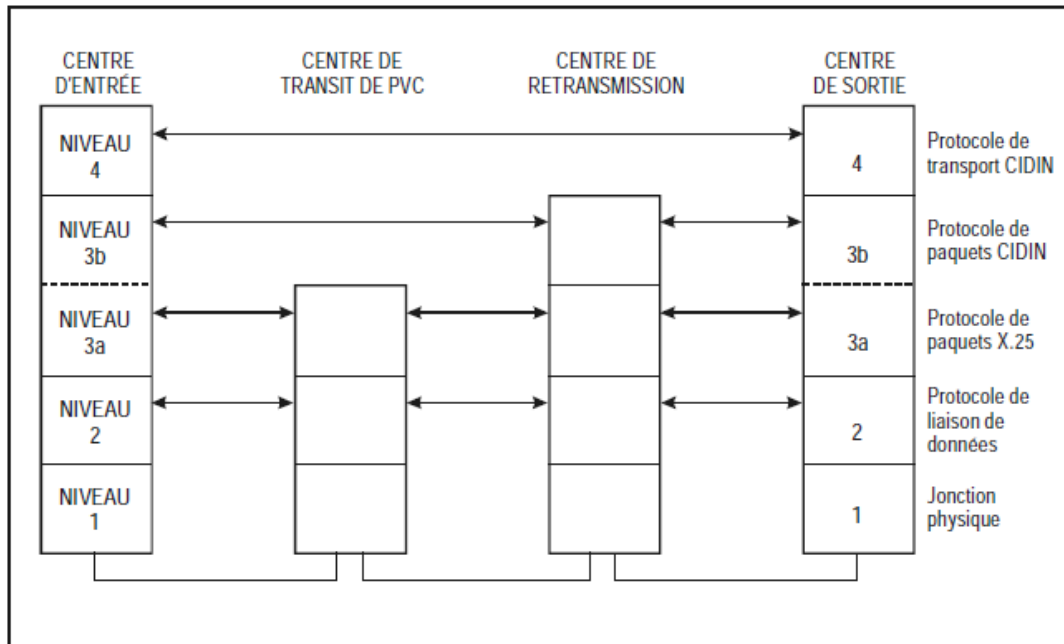 CENTRE
D'ENTRÉE
CENTRE DE
TRANSIT DE PVC
CENTRE DE
RETRANSMISSION
CENTRE
DE SORTIE
NIVEAU
4
4
Protocole de
transport CIDIN
NIVEAU
3b
3b
Protocole de
paquets CIDIN
NIVEAU
3a
3a
Protocole de
paquets X.25
NIVEAU
2
2
Protocole de
liaison de
données
NIVEAU
1
1
Jonction
physique